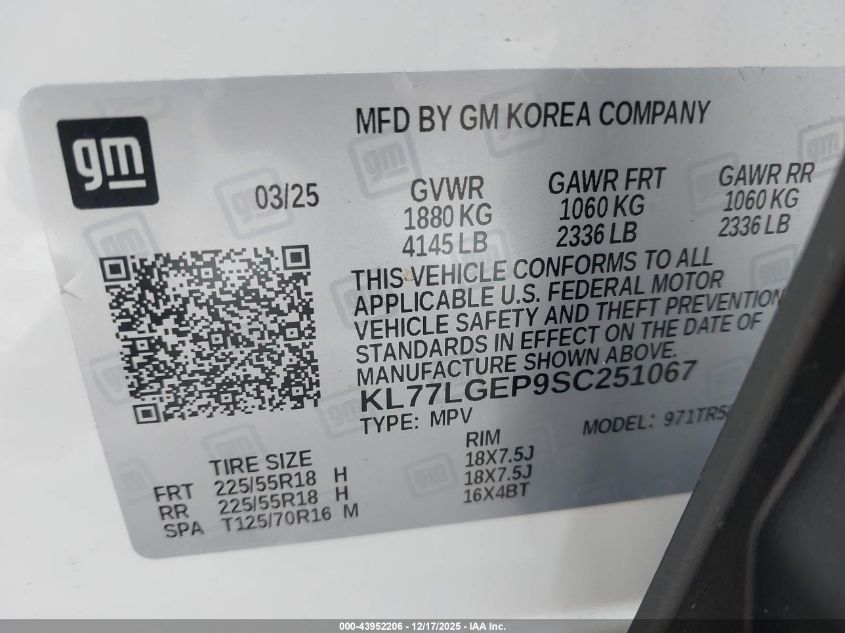 gm
MFD BY GM KOREA COMPANY
03/25
GVWR
1880 KG
4145 LB
GAWR FRT
1060 KG
2336 LB
GAWR RR
1060 KG
2336 LB
THIS VEHICLE CONFORMS TO ALL
APPLICABLE U.S. FEDERAL MOTOR
VEHICLE SAFETY AND THEFT PREVENTION
STANDARDS IN EFFECT ON THE DATE OF
MANUFACTURE SHOWN ABOVE.
KL77LGEP9SC251067
TYPE: MPV
MODEL: 971TR5
TIRE SIZE
RIM
FRT 225/55R18 H 18X7.5J
RR 225/55R18 H 18X7.5J
SPA T125/70R16 M 16X4BT
000-43952206 - 12/17/2025 - IAA Inc.